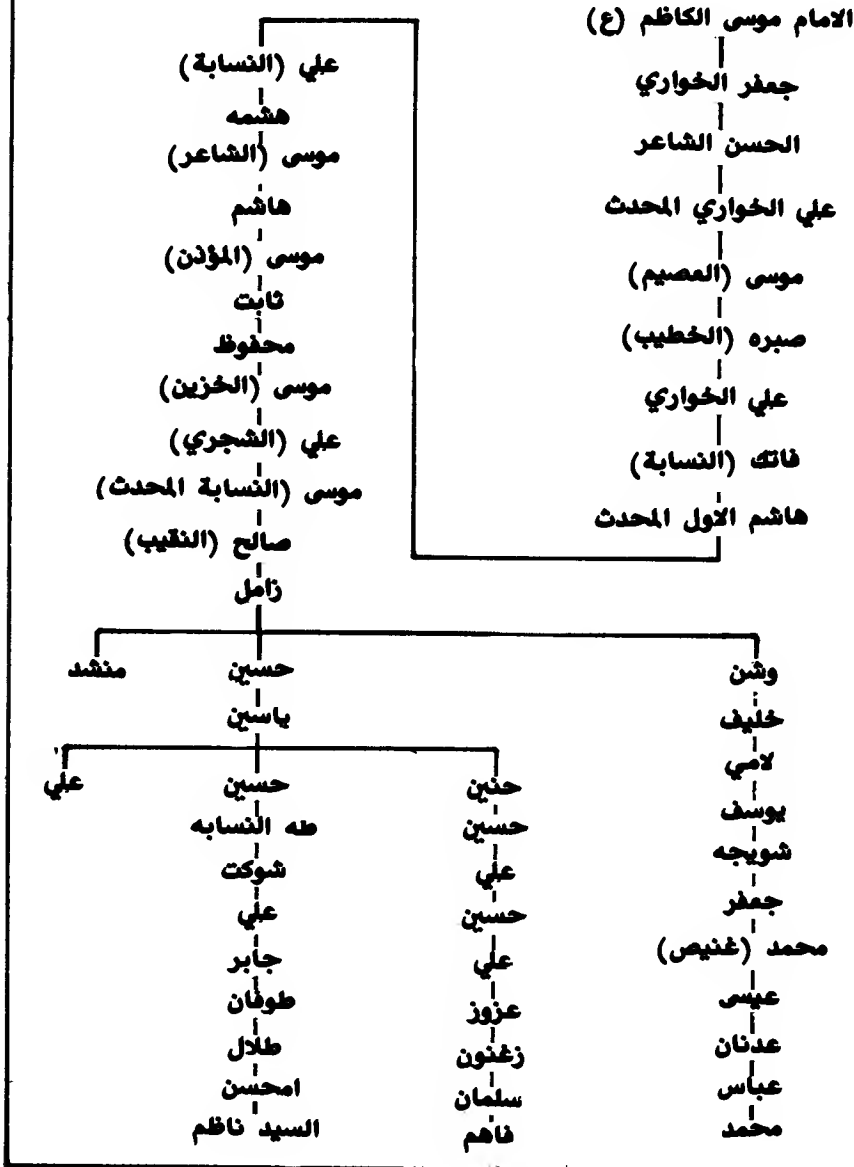 الامام موسى الكاظم (ع)
جعفر الخواري
الحسن الشاعر
علي الخواري المحدث
موسى (العصيم)
صبره (الخطيب)
علي الخواري
فاتك (النسابة)
هاشم الاول المحدث
علي (النسابة)
هشمه
موسى (الشاعر)
هاشم
موسى (المؤذن)
ثابت
محفوظ
موسى (الخزين)
علي (الشجري)
موسى (النسابة المحدث)
صالح (النقيب)
زامل
وشن
خليف
لامي
يوسف
شويجه
جعفر
محمد (غنيص)
عيسى
عدنان
عباس
محمد
حسين
ياسين
حنين
حسين
علي
حسين
علي
عزوز
زغنون
سلمان
فاهم
حسين
طه النسابه
شوكت
علي
جابر
طوفان
طلال
امحسن
السيد ناظم
علي
منشد